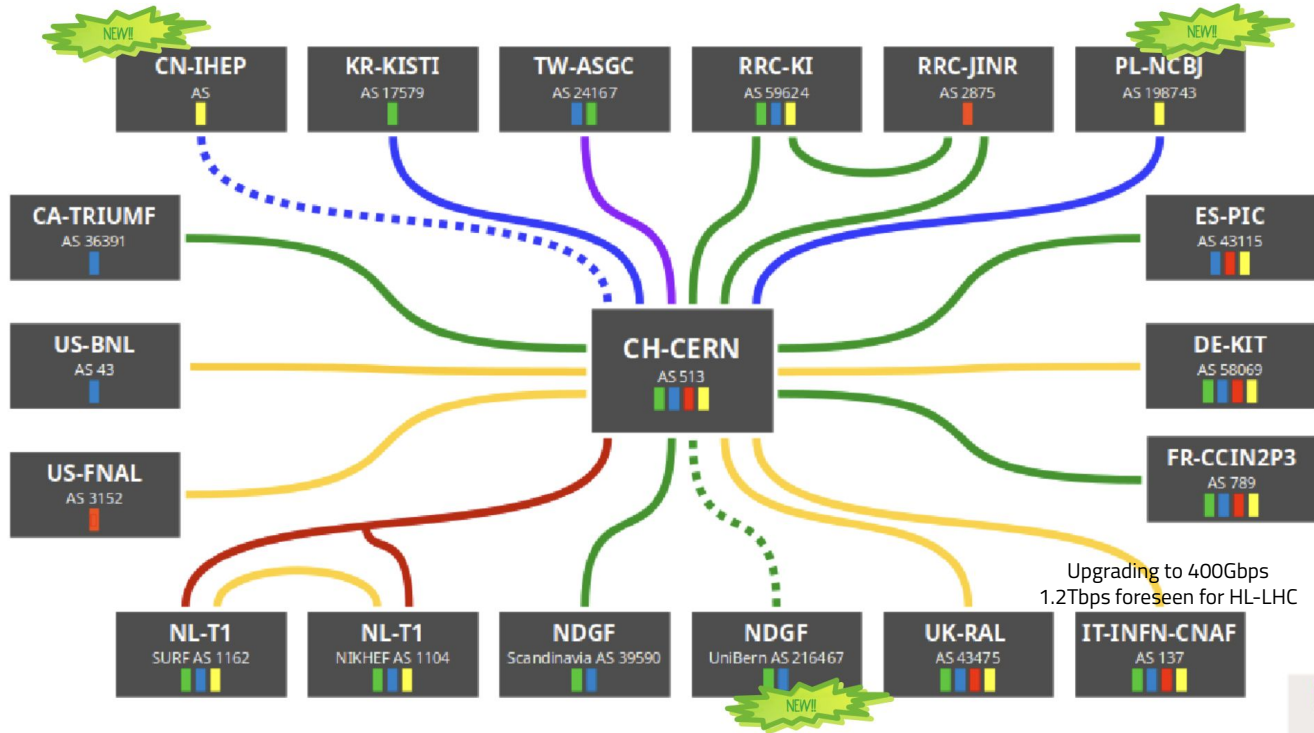 NEW!!
NEW!!
CN-IHEP
AS
KR-KISTI
AS 17579
TW-ASGC
AS 24167
RRC-KI
AS 59624
RRC-JINR
AS 2875
PL-NCBJ
AS 198743
CA-TRIUMF
AS 36391
ES-PIC
AS 43115
US-BNL
AS 43
CH-CERN
AS 513
DE-KIT
AS 58069
US-FNAL
AS 3152
FR-CCIN2P3
AS 789
Upgrading to 400Gbps
1.2Tbps foreseen for HL-LHC
NL-T1
SURF AS 1162
NL-T1
NIKHEF AS 1104
NDGF
Scandinavia AS 39590
NDGF
UniBern AS 216467
UK-RAL
AS 43475
IT-INFN-CNAF
AS 137
NEW!!